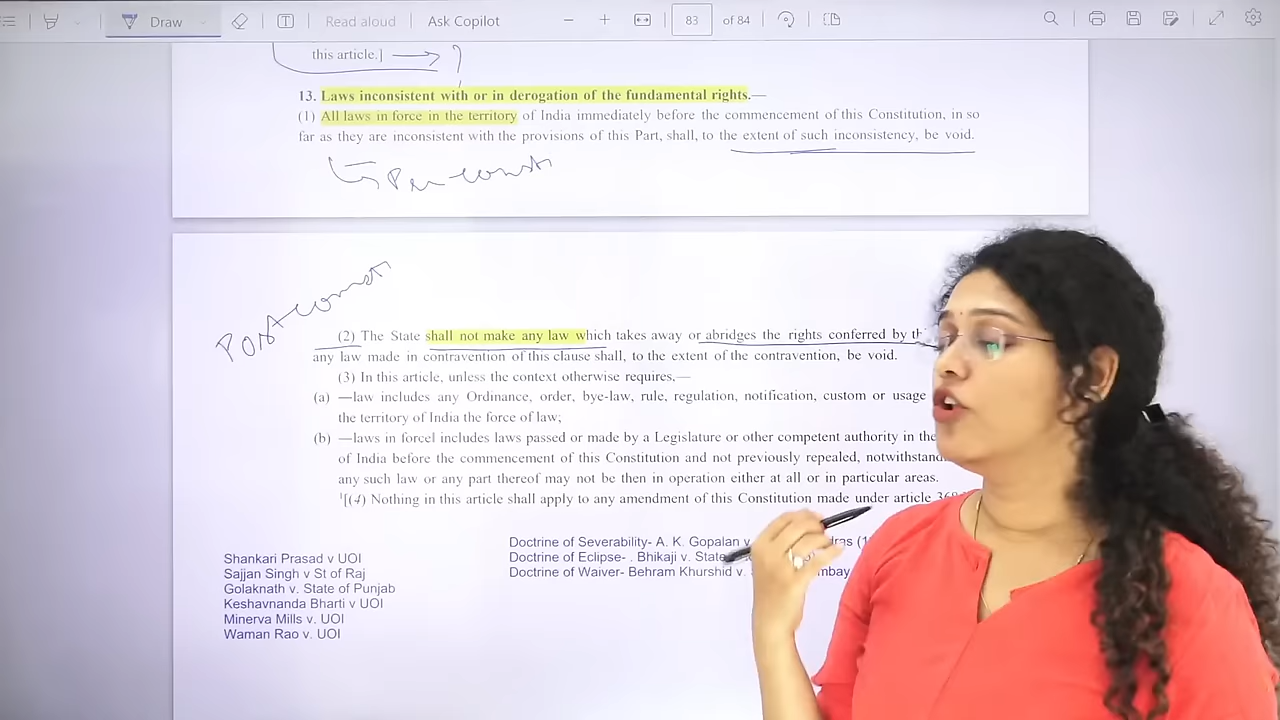 Draw
Read aloud
Ask Copilot
83 of 84
this article.] ?
13. Laws inconsistent with or in derogation of the fundamental rights.—
(1) All laws in force in the territory of India immediately before the commencement of this Constitution, in so
far as they are inconsistent with the provisions of this Part, shall, to the extent of such inconsistency, be void.
Pre-const
Post const
(2) The State shall not make any law which takes away or abridges the rights conferred by
any law made in contravention of this clause shall, to the extent of the contravention, be void.
(3) In this article, unless the context otherwise requires,—
(a) —law includes any Ordinance, order, bye-law, rule, regulation, notification, custom or usage
the territory of India the force of law;
(b) —laws in forcel includes laws passed or made by a Legislature or other competent authority in the
of India before the commencement of this Constitution and not previously repealed,
any such law or any part thereof may not be then in operation either at all or in particular areas.
1[(4) Nothing in this article shall apply to any amendment of this Constitution made under article
Doctrine of Severability- A. K. Gopalan v
Doctrine of Eclipse- . Bhikaji v. State
Doctrine of Waiver- Behram Khurshid v.
Shankari Prasad v UOI
Sajjan Singh v St of Raj
Golaknath v. State of Punjab
Keshavnanda Bharti v UOI
Minerva Mills v. UOI
Waman Rao v. UOI